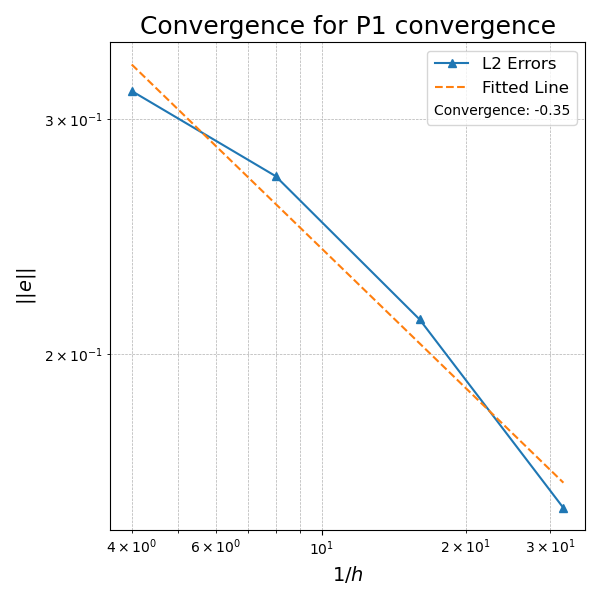 Convergence for P1 convergence
L2 Errors
Fitted Line
Convergence: -0.35
||e||
3 × 10⁻¹
2 × 10⁻¹
4 × 10⁰ 6 × 10⁰ 10¹ 2 × 10¹ 3 × 10¹
1/h